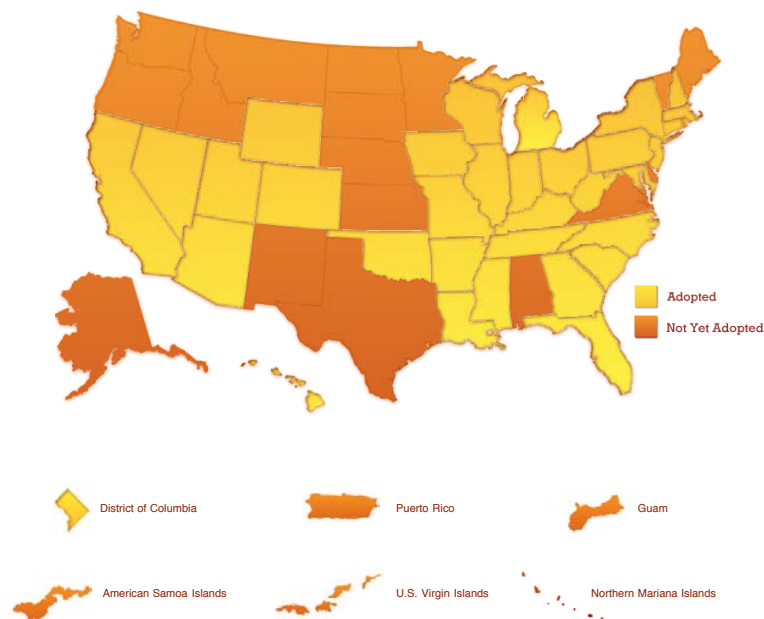 Adopted
Not Yet Adopted
District of Columbia
Puerto Rico
Guam
American Samoa Islands
U.S. Virgin Islands
Northern Mariana Islands